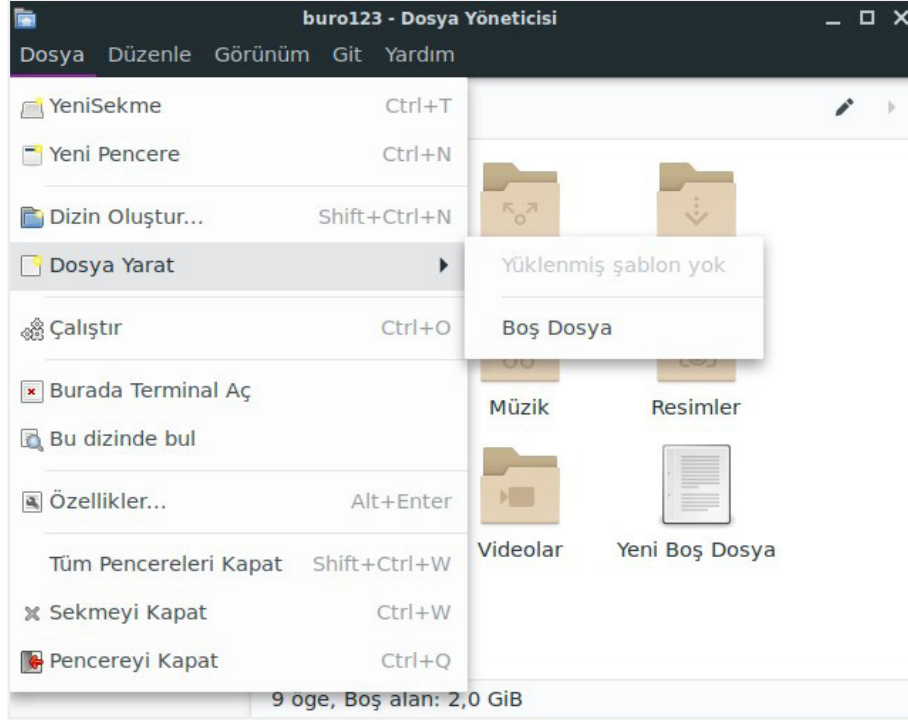 buro123 - Dosya Yöneticisi
Dosya Düzenle Görünüm Git Yardım
YeniSekme Ctrl+T
Yeni Pencere Ctrl+N
Dizin Oluştur... Shift+Ctrl+N
Dosya Yarat
Yüklenmiş şablon yok
Boş Dosya
Çalıştır Ctrl+O
Burada Terminal Aç
Bu dizinde bul
Özellikler... Alt+Enter
Tüm Pencereleri Kapat Shift+Ctrl+W
Sekmeyi Kapat Ctrl+W
Pencereyi Kapat Ctrl+Q
Müzik Resimler
Videolar Yeni Boş Dosya
9 öge, Boş alan: 2,0 GiB